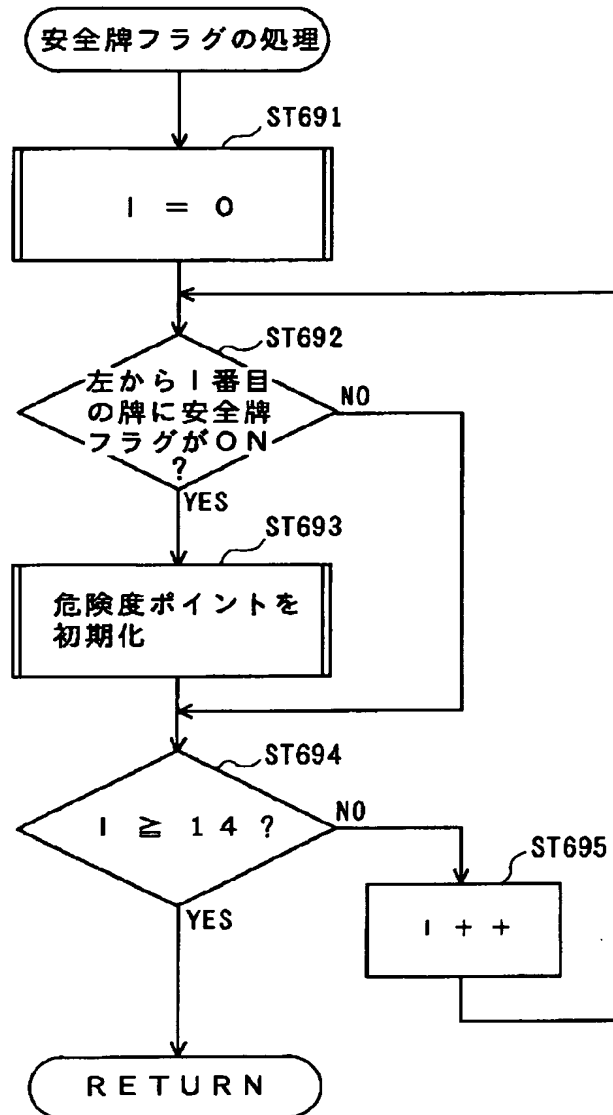 安全牌フラグの処理
ST691
I = 0
ST692
左からI番目
の牌に安全牌
フラグがON
?
NO
YES
ST693
危険度ポイントを
初期化
ST694
I ≧ 14?
NO
YES
ST695
I++
RETURN